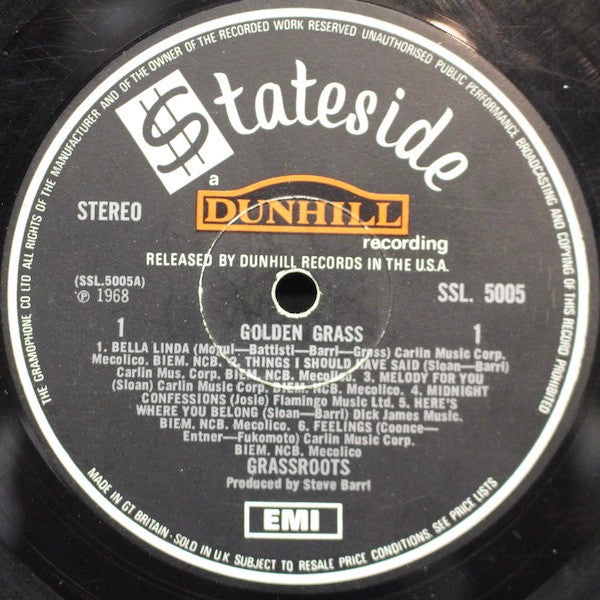 THE GRAMOPHONE CO LTD ALL RIGHTS OF THE MANUFACTURER AND OF THE OWNER OF THE RECORDED WORK RESERVED UNAUTHORISED PUBLIC PERFORMANCE BROADCASTING AND COPYING OF THIS RECORD PROHIBITED
$tateside
a
DUNHILL
recording
STEREO
RELEASED BY DUNHILL RECORDS IN THE U.S.A.
(SSL.5005A)
℗ 1968
SSL. 5005
1 GOLDEN GRASS 1
1. BELLA LINDA (Mogul—Battisti—Barri—Grass) Carlin Music Corp.
Mecolico. BIEM. NCB. 2. THINGS I SHOULD HAVE SAID (Sloan—Barri)
Carlin Mus. Corp. BIEM. NCB. Mecolico. 3. MELODY FOR YOU
(Sloan) Carlin Music Corp. BIEM. NCB. Mecolico. 4. MIDNIGHT
CONFESSIONS (Josie) Flamingo Music Ltd. 5. HERE'S
WHERE YOU BELONG (Sloan—Barri) Dick James Music.
BIEM. NCB. Mecolico. 6. FEELINGS (Coonce—
Entner—Fukomoto) Carlin Music Corp.
BIEM. NCB. Mecolico.
GRASSROOTS
Produced by Steve Barri
EMI
MADE IN GT BRITAIN · SOLD IN U.K SUBJECT TO RESALE PRICE CONDITIONS, SEE PRICE LISTS